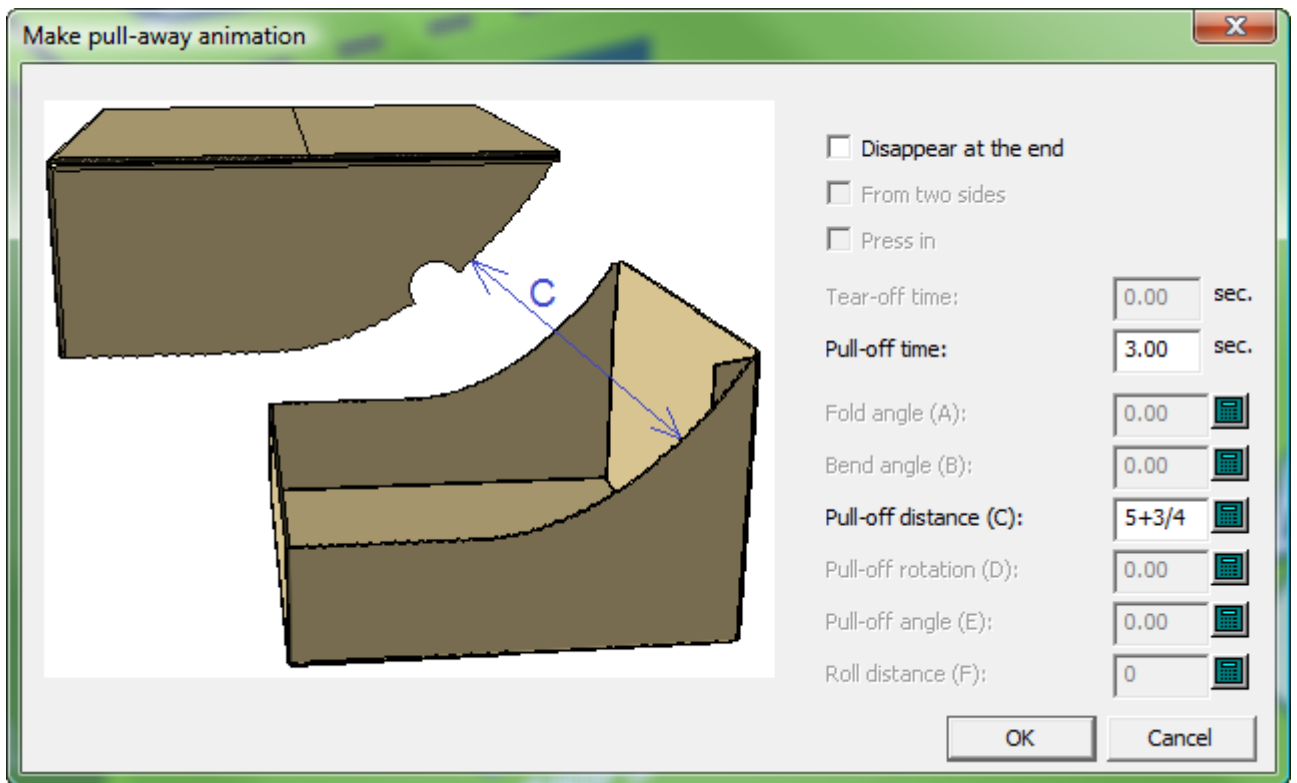 Make pull-away animation
C
Disappear at the end
From two sides
Press in
Tear-off time: 0.00 sec.
Pull-off time: 3.00 sec.
Fold angle (A): 0.00
Bend angle (B): 0.00
Pull-off distance (C): 5+3/4
Pull-off rotation (D): 0.00
Pull-off angle (E): 0.00
Roll distance (F): 0
OK Cancel